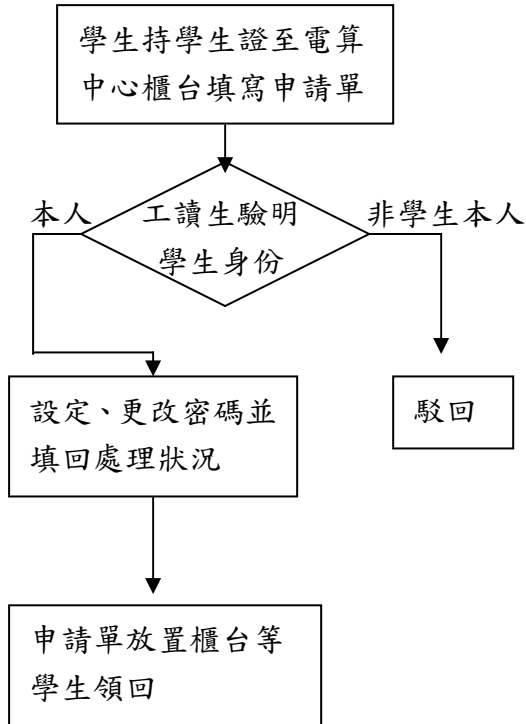 學生持學生證至電算
中心櫃台填寫申請單
本人
工讀生驗明
學生身份
非學生本人
設定、更改密碼並
填回處理狀況
駁回
申請單放置櫃台等
學生領回